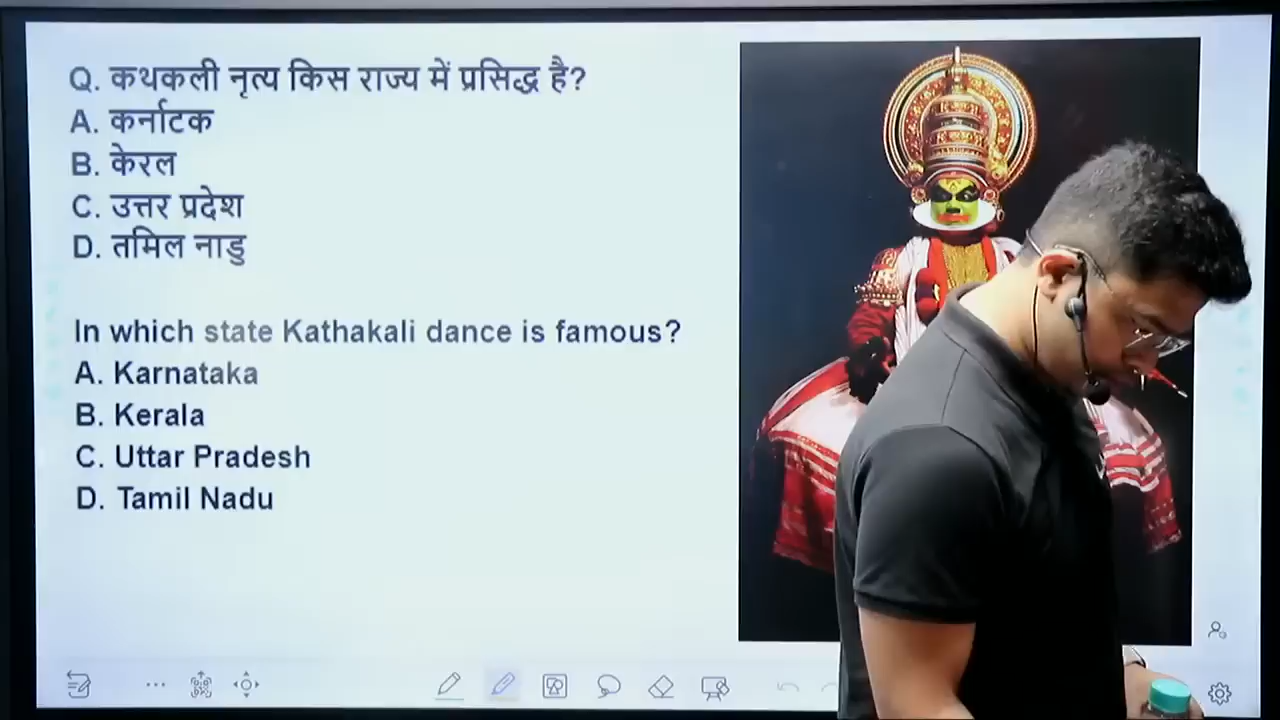 Q. कथकली नृत्य किस राज्य में प्रसिद्ध है?
A. कर्नाटक
B. केरल
C. उत्तर प्रदेश
D. तमिल नाडु
In which state Kathakali dance is famous?
A. Karnataka
B. Kerala
C. Uttar Pradesh
D. Tamil Nadu